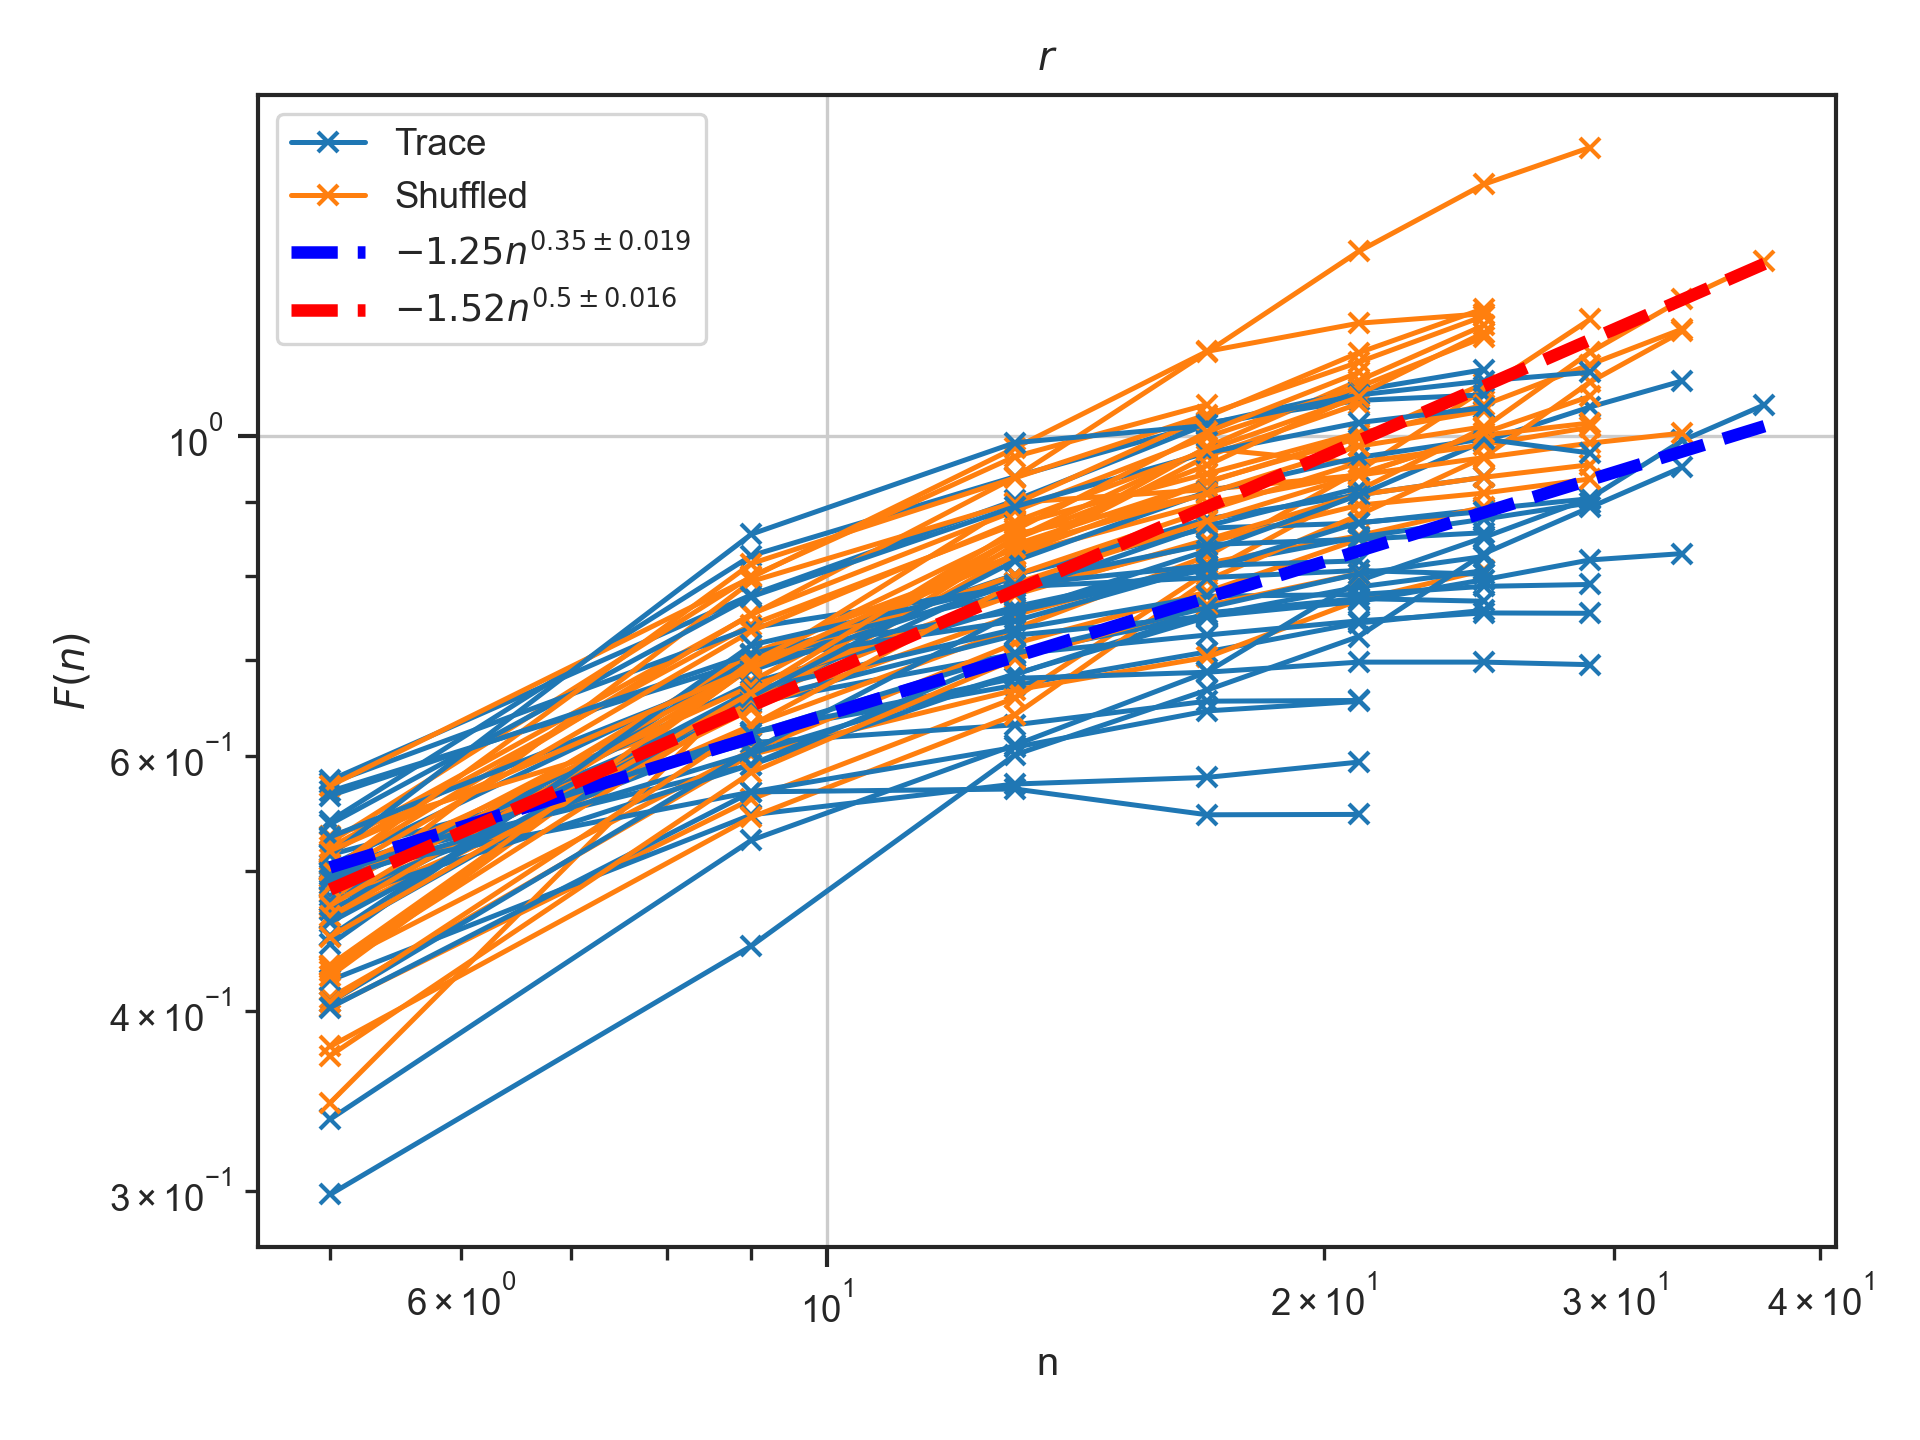 r
Trace
Shuffled
−1.25n^{0.35 ± 0.019}
−1.52n^{0.5 ± 0.016}
F(n)
10^0
6 × 10^{−1}
4 × 10^{−1}
3 × 10^{−1}
6 × 10^0 10^1 2 × 10^1 3 × 10^1 4 × 10^1
n